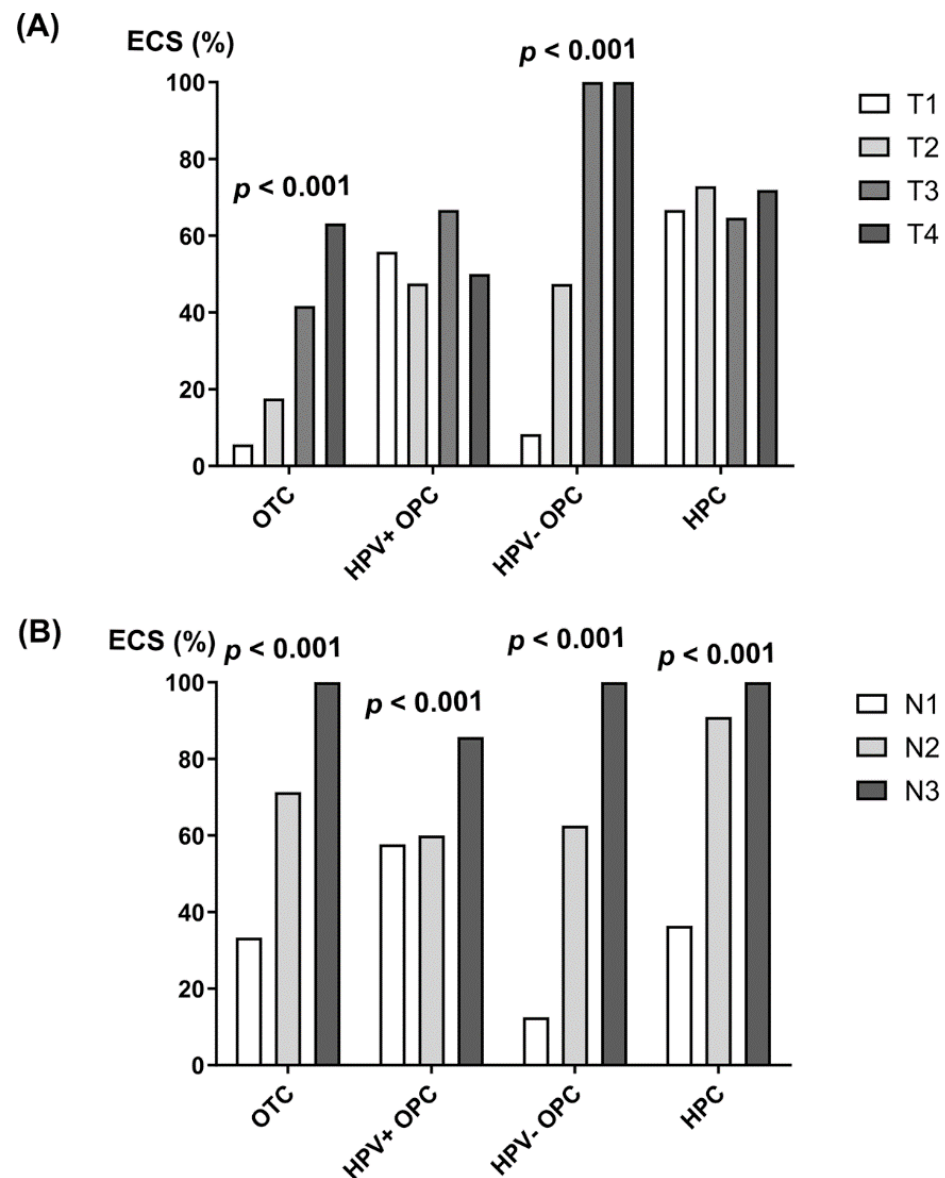 (A)
ECS (%)
p < 0.001
p < 0.001
100
80
60
40
20
0
OTC
HPV+ OPC
HPV- OPC
HPC
T1
T2
T3
T4
(B)
ECS (%)
p < 0.001
p < 0.001
p < 0.001
p < 0.001
100
80
60
40
20
0
OTC
HPV+ OPC
HPV- OPC
HPC
N1
N2
N3